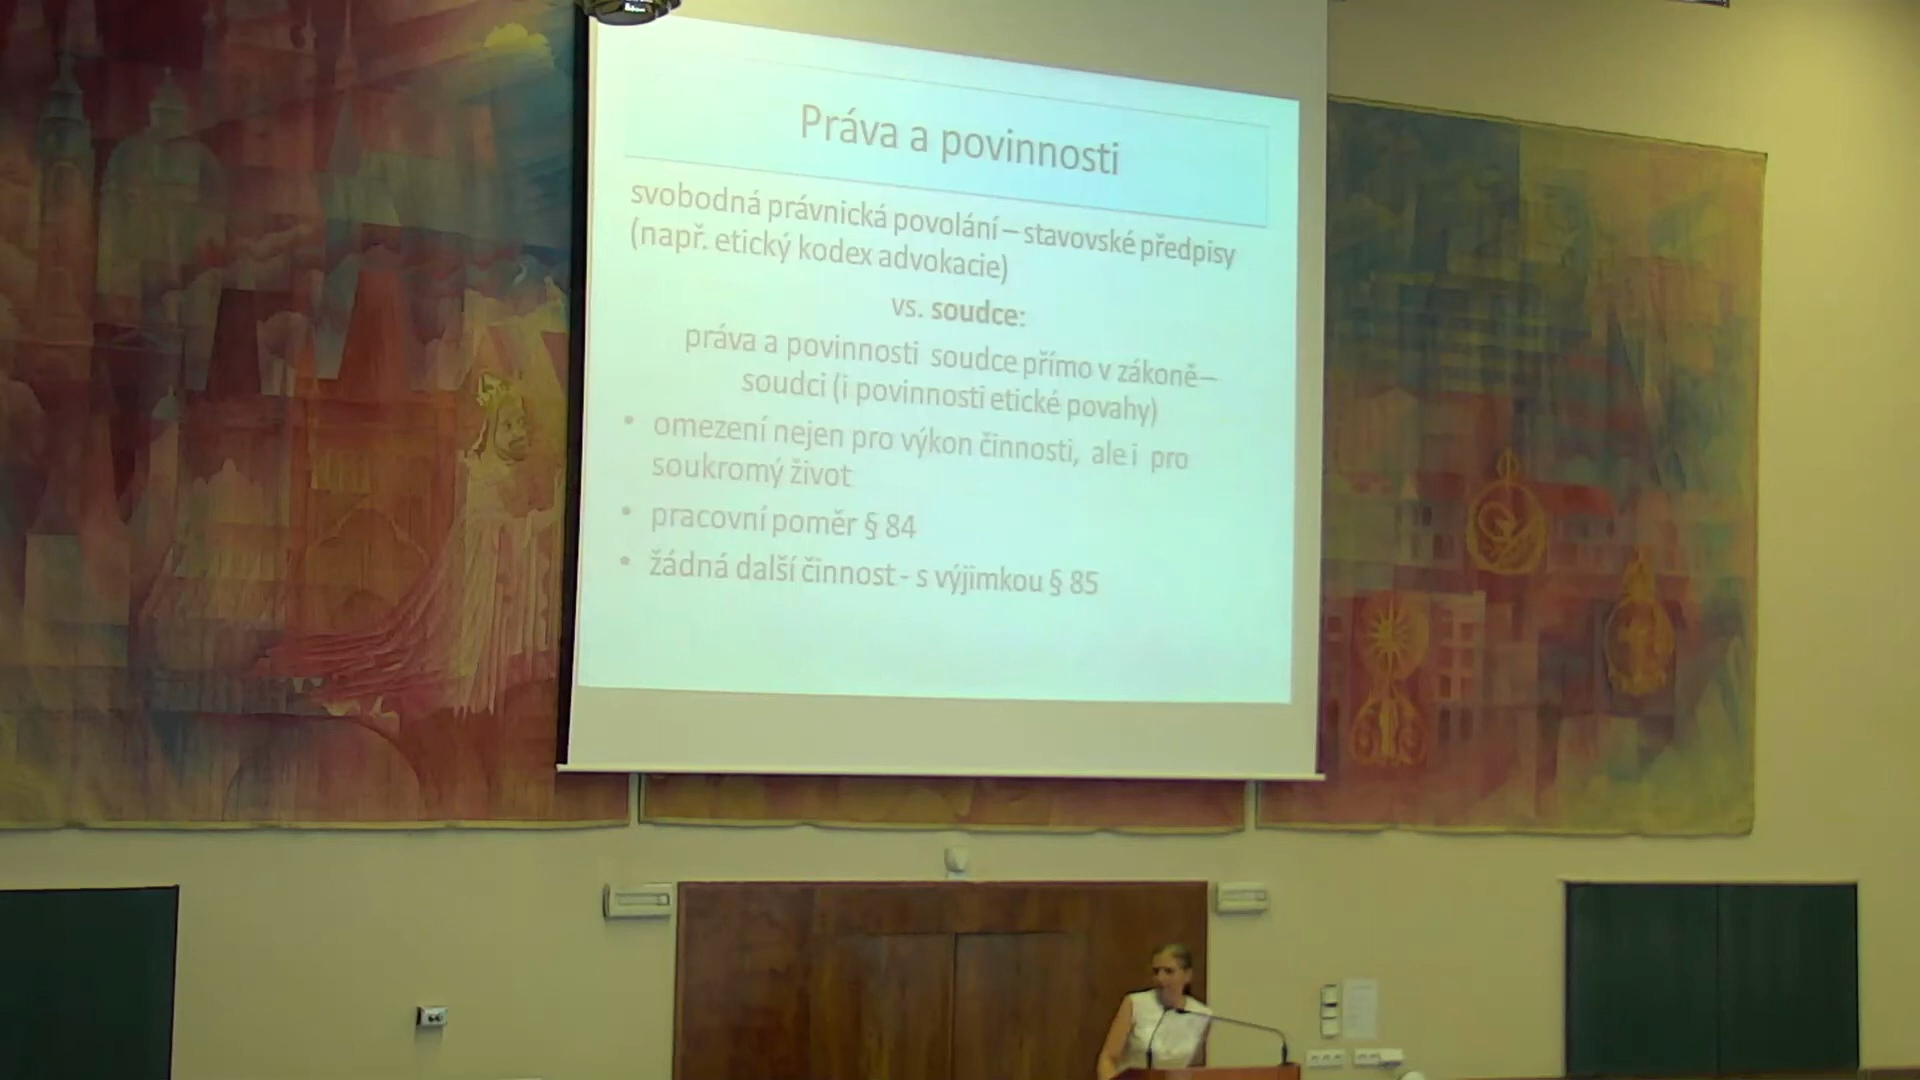 Práva a povinnosti
svobodná právnická povolání – stavovské předpisy
(např. etický kodex advokacie)
vs. soudce:
práva a povinnosti soudce přímo v zákoně–
soudci (i povinnosti etické povahy)
• omezení nejen pro výkon činnosti, ale i pro
soukromý život
• pracovní poměr § 84
• žádná další činnost - s výjimkou § 85